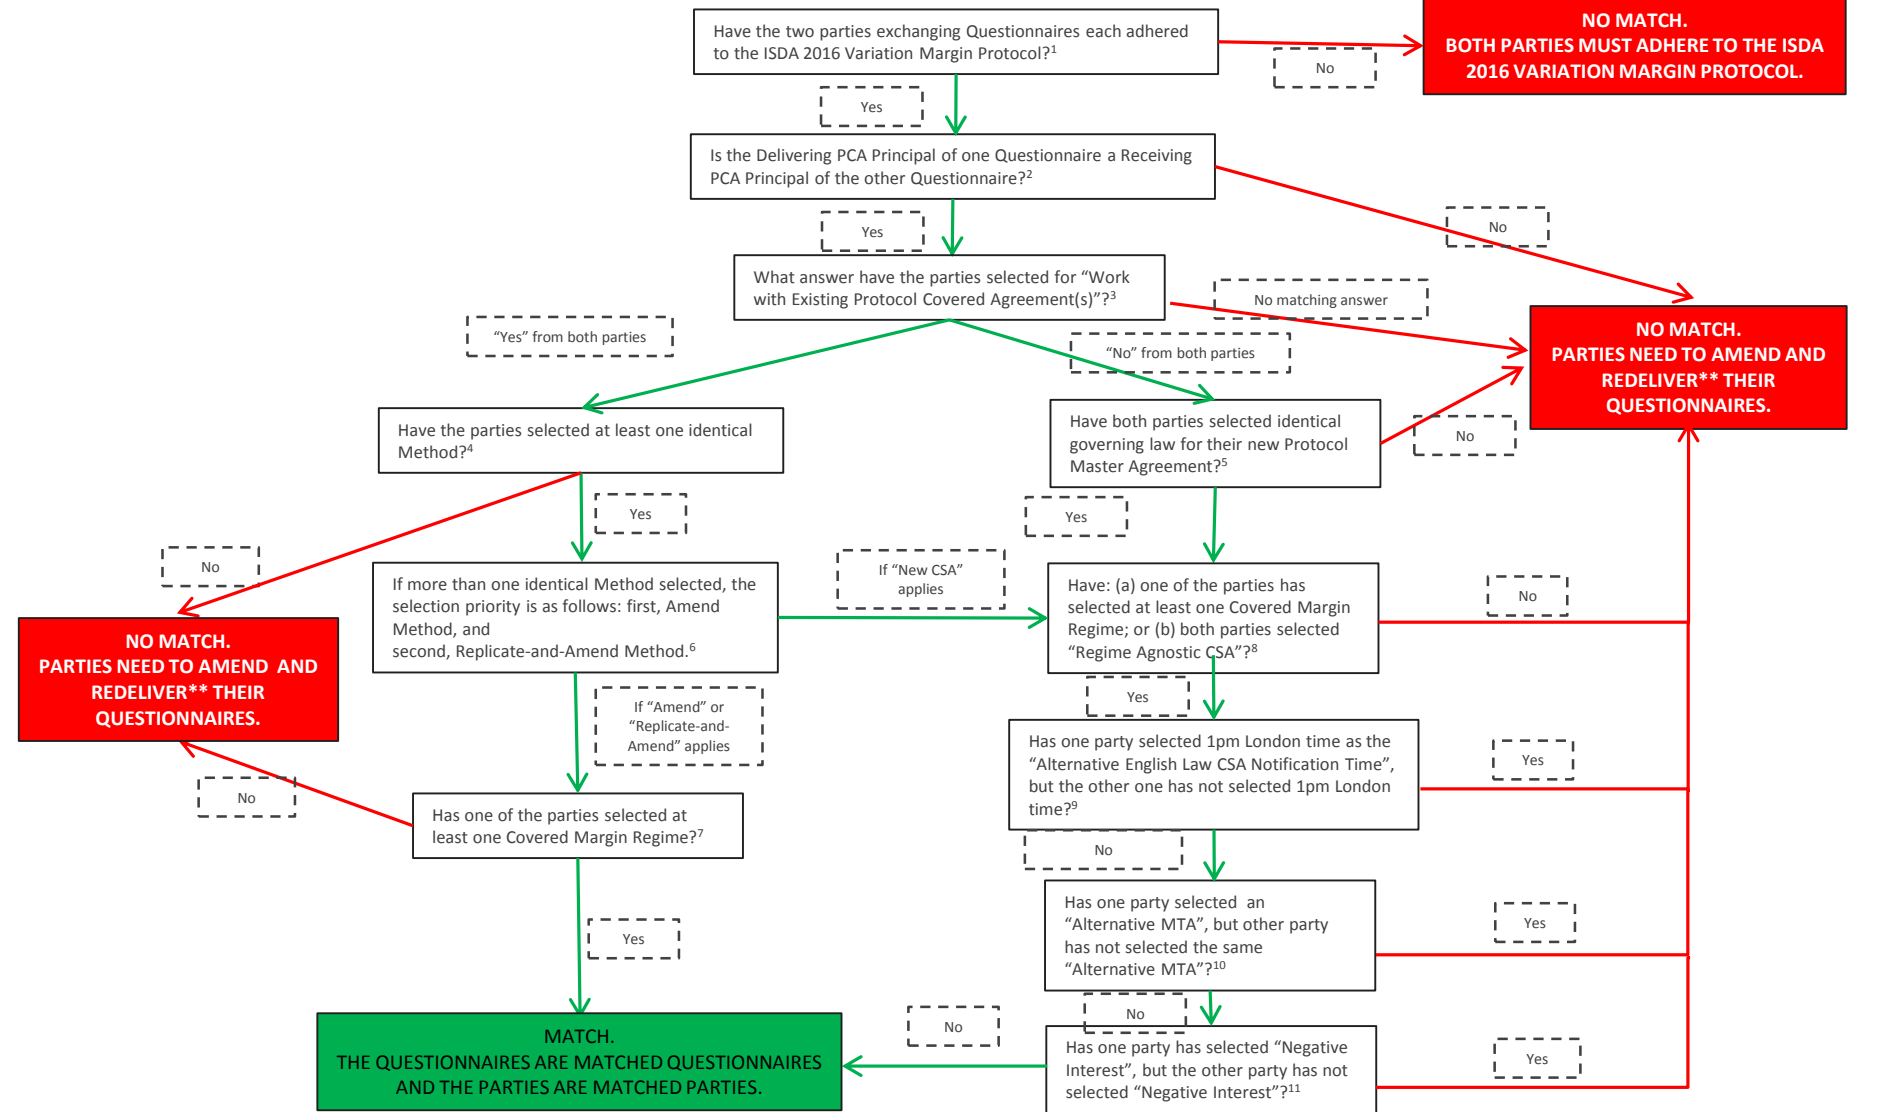 Have the two parties exchanging Questionnaires each adhered
to the ISDA 2016 Variation Margin Protocol?1
No
NO MATCH.
BOTH PARTIES MUST ADHERE TO THE ISDA
2016 VARIATION MARGIN PROTOCOL.
Yes
Is the Delivering PCA Principal of one Questionnaire a Receiving
PCA Principal of the other Questionnaire?2
No
Yes
What answer have the parties selected for “Work
with Existing Protocol Covered Agreement(s)”?3
No matching answer
NO MATCH.
PARTIES NEED TO AMEND AND
REDELIVER** THEIR
QUESTIONNAIRES.
“Yes” from both parties
“No” from both parties
Have the parties selected at least one identical
Method?4
Have both parties selected identical
governing law for their new Protocol
Master Agreement?5
No
Yes
Yes
No
If “New CSA”
applies
If more than one identical Method selected, the
selection priority is as follows: first, Amend
Method, and
second, Replicate-and-Amend Method.6
Have: (a) one of the parties has
selected at least one Covered Margin
Regime; or (b) both parties selected
“Regime Agnostic CSA”?8
No
NO MATCH.
PARTIES NEED TO AMEND AND
REDELIVER** THEIR
QUESTIONNAIRES.
If “Amend” or
“Replicate-and-
Amend” applies
Yes
Has one party selected 1pm London time as the
“Alternative English Law CSA Notification Time”,
but the other one has not selected 1pm London
time?9
Yes
No
Has one of the parties selected at
least one Covered Margin Regime?7
No
Has one party selected an
“Alternative MTA”, but other party
has not selected the same
“Alternative MTA”?10
Yes
Yes
No
No
MATCH.
THE QUESTIONNAIRES ARE MATCHED QUESTIONNAIRES
AND THE PARTIES ARE MATCHED PARTIES.
Has one party has selected “Negative
Interest”, but the other party has not
selected “Negative Interest”?11
Yes